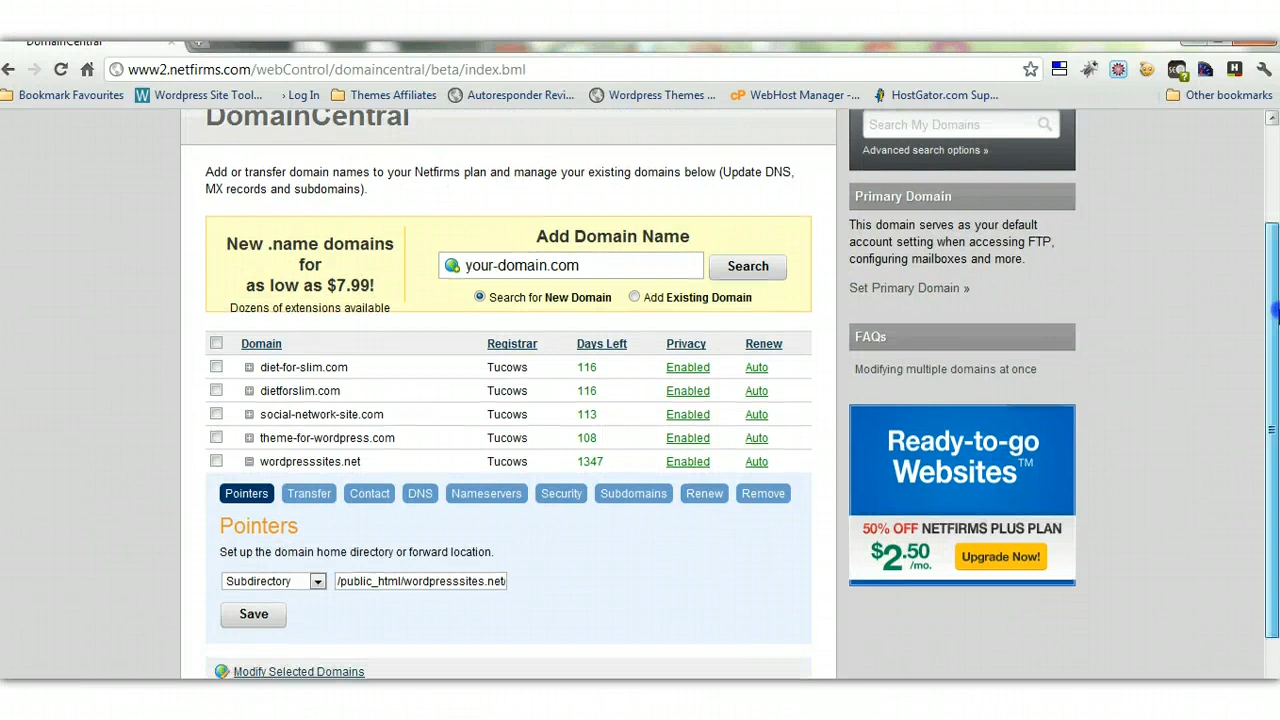 DomainCentral
www2.netfirms.com/webControl/domaincentral/beta/index.bml
Bookmark Favourites
Wordpress Site Tool...
› Log In
Themes Affiliates
Autoresponder Revi...
Wordpress Themes ...
WebHost Manager -...
HostGator.com Sup...
Other bookmarks
DomainCentral
Add or transfer domain names to your Netfirms plan and manage your existing domains below (Update DNS,
MX records and subdomains).
New .name domains
for
as low as $7.99!
Dozens of extensions available
Add Domain Name
your-domain.com
Search
Search for New Domain
Add Existing Domain
Domain Registrar Days Left Privacy Renew
diet-for-slim.com Tucows 116 Enabled Auto
dietforslim.com Tucows 116 Enabled Auto
social-network-site.com Tucows 113 Enabled Auto
theme-for-wordpress.com Tucows 108 Enabled Auto
wordpresssites.net Tucows 1347 Enabled Auto
Pointers Transfer Contact DNS Nameservers Security Subdomains Renew Remove
Pointers
Set up the domain home directory or forward location.
Subdirectory
/public_html/wordpresssites.net
Save
Modify Selected Domains
Search My Domains
Advanced search options »
Primary Domain
This domain serves as your default
account setting when accessing FTP,
configuring mailboxes and more.
Set Primary Domain »
FAQs
Modifying multiple domains at once
Ready-to-go
Websites™
50% OFF NETFIRMS PLUS PLAN
$2.50
/mo.
Upgrade Now!